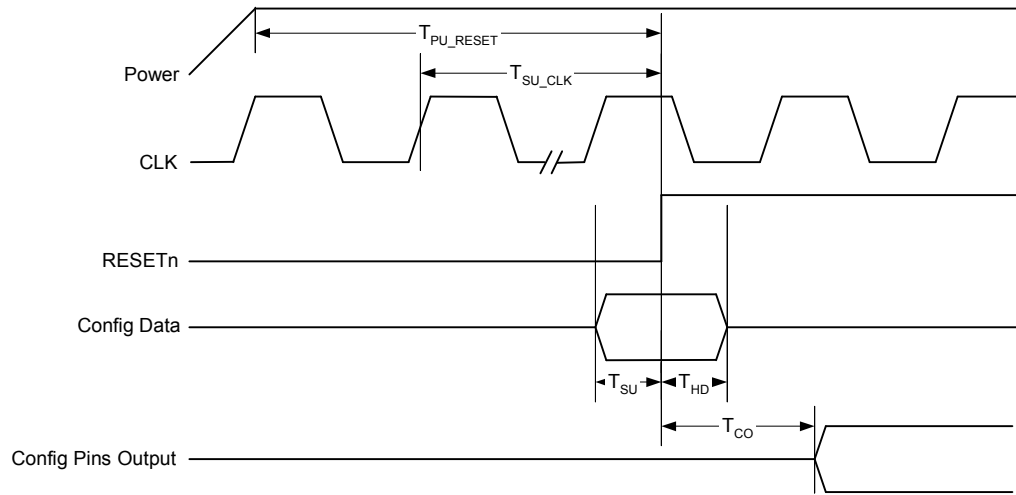 T_PU_RESET
Power
T_SU_CLK
CLK
RESETn
Config Data
T_SU
T_HD
T_CO
Config Pins Output